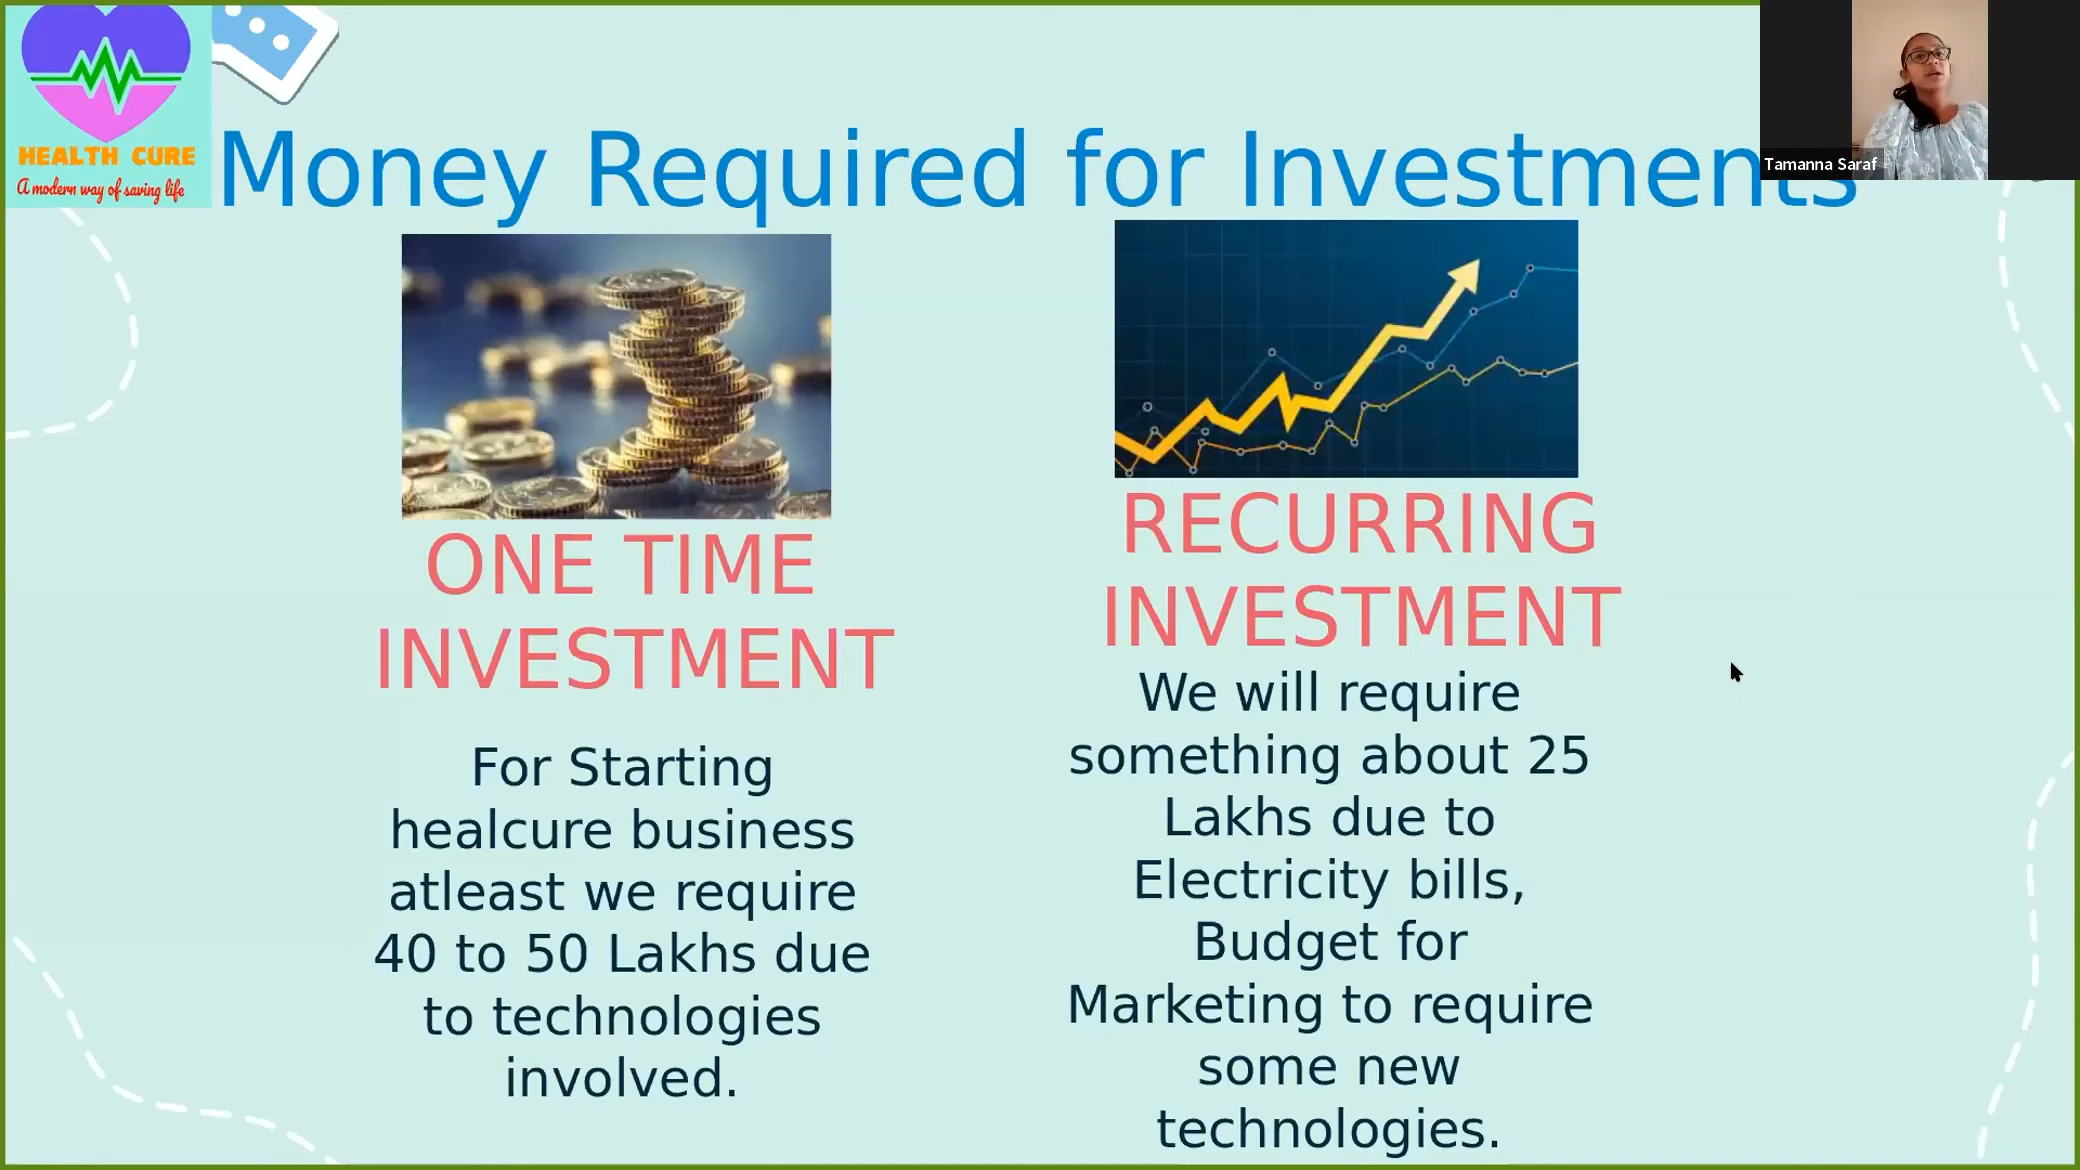 HEALTH CURE
A modern way of saving life
Money Required for Investments
Tamanna Saraf
ONE TIME
INVESTMENT
For Starting
healcure business
atleast we require
40 to 50 Lakhs due
to technologies
involved.
RECURRING
INVESTMENT
We will require
something about 25
Lakhs due to
Electricity bills,
Budget for
Marketing to require
some new
technologies.